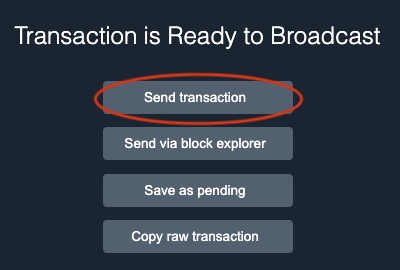 Transaction is Ready to Broadcast
Send transaction
Send via block explorer
Save as pending
Copy raw transaction